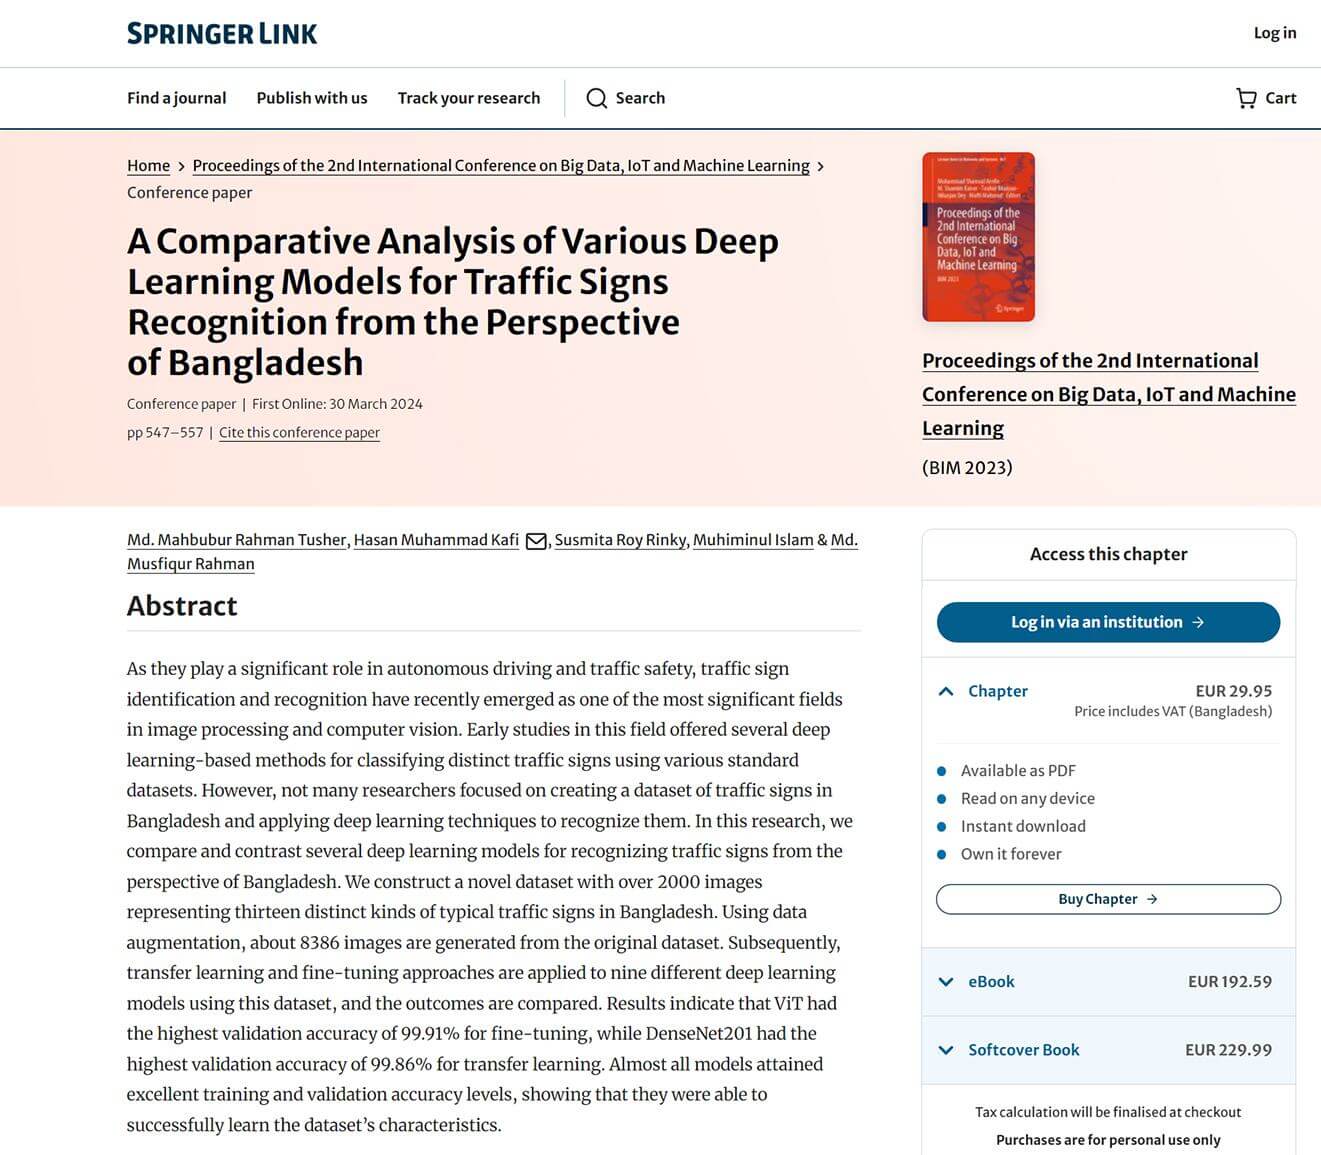 SPRINGER LINK
Log in
Find a journal
Publish with us
Track your research
Search
Cart
Home > Proceedings of the 2nd International Conference on Big Data, IoT and Machine Learning >
Conference paper
A Comparative Analysis of Various Deep
Learning Models for Traffic Signs
Recognition from the Perspective
of Bangladesh
Conference paper | First Online: 30 March 2024
pp 547–557 | Cite this conference paper
Proceedings of the
2nd International
Conference on Big
Data, IoT and
Machine Learning
BIM 2023
Springer
Proceedings of the 2nd International
Conference on Big Data, IoT and Machine
Learning
(BIM 2023)
Md. Mahbubur Rahman Tusher, Hasan Muhammad Kafi, Susmita Roy Rinky, Muhiminul Islam & Md.
Musfiqur Rahman
Abstract
As they play a significant role in autonomous driving and traffic safety, traffic sign
identification and recognition have recently emerged as one of the most significant fields
in image processing and computer vision. Early studies in this field offered several deep
learning-based methods for classifying distinct traffic signs using various standard
datasets. However, not many researchers focused on creating a dataset of traffic signs in
Bangladesh and applying deep learning techniques to recognize them. In this research, we
compare and contrast several deep learning models for recognizing traffic signs from the
perspective of Bangladesh. We construct a novel dataset with over 2000 images
representing thirteen distinct kinds of typical traffic signs in Bangladesh. Using data
augmentation, about 8386 images are generated from the original dataset. Subsequently,
transfer learning and fine-tuning approaches are applied to nine different deep learning
models using this dataset, and the outcomes are compared. Results indicate that ViT had
the highest validation accuracy of 99.91% for fine-tuning, while DenseNet201 had the
highest validation accuracy of 99.86% for transfer learning. Almost all models attained
excellent training and validation accuracy levels, showing that they were able to
successfully learn the dataset’s characteristics.
Access this chapter
Log in via an institution →
Chapter
EUR 29.95
Price includes VAT (Bangladesh)
Available as PDF
Read on any device
Instant download
Own it forever
Buy Chapter →
eBook
EUR 192.59
Softcover Book
EUR 229.99
Tax calculation will be finalised at checkout
Purchases are for personal use only